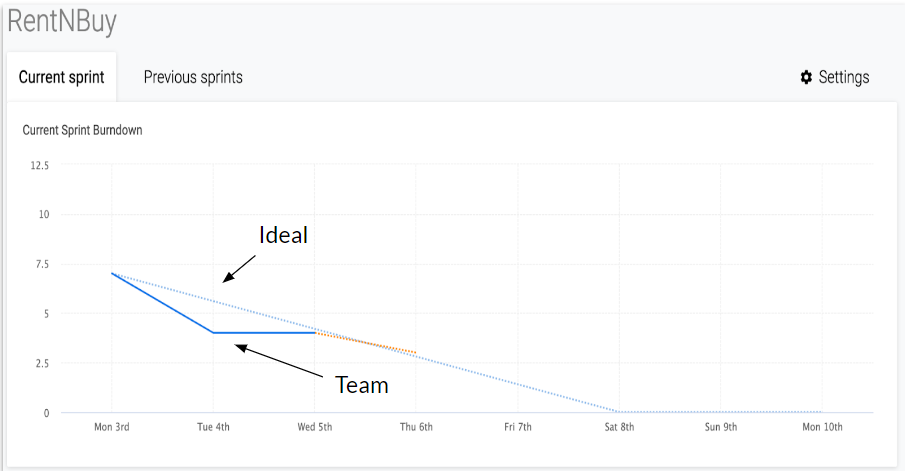 RentNBuy
Current sprint Previous sprints Settings
Current Sprint Burndown
12.5
10
Ideal
7.5
5
2.5
Team
0
Mon 3rd Tue 4th Wed 5th Thu 6th Fri 7th Sat 8th Sun 9th Mon 10th